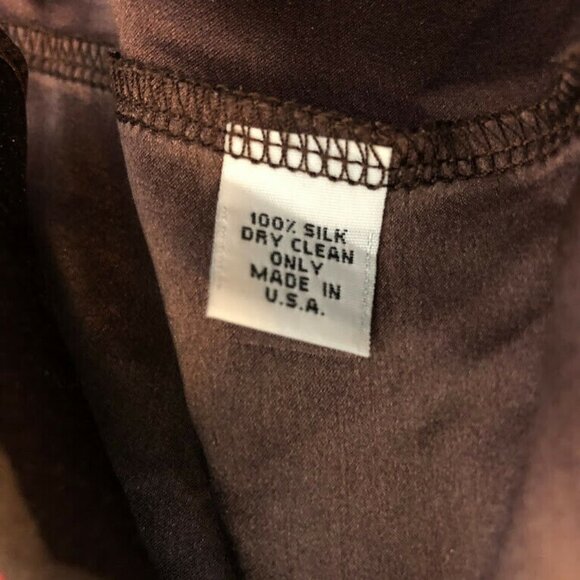 100% SILK
DRY CLEAN
ONLY
MADE IN
U.S.A.